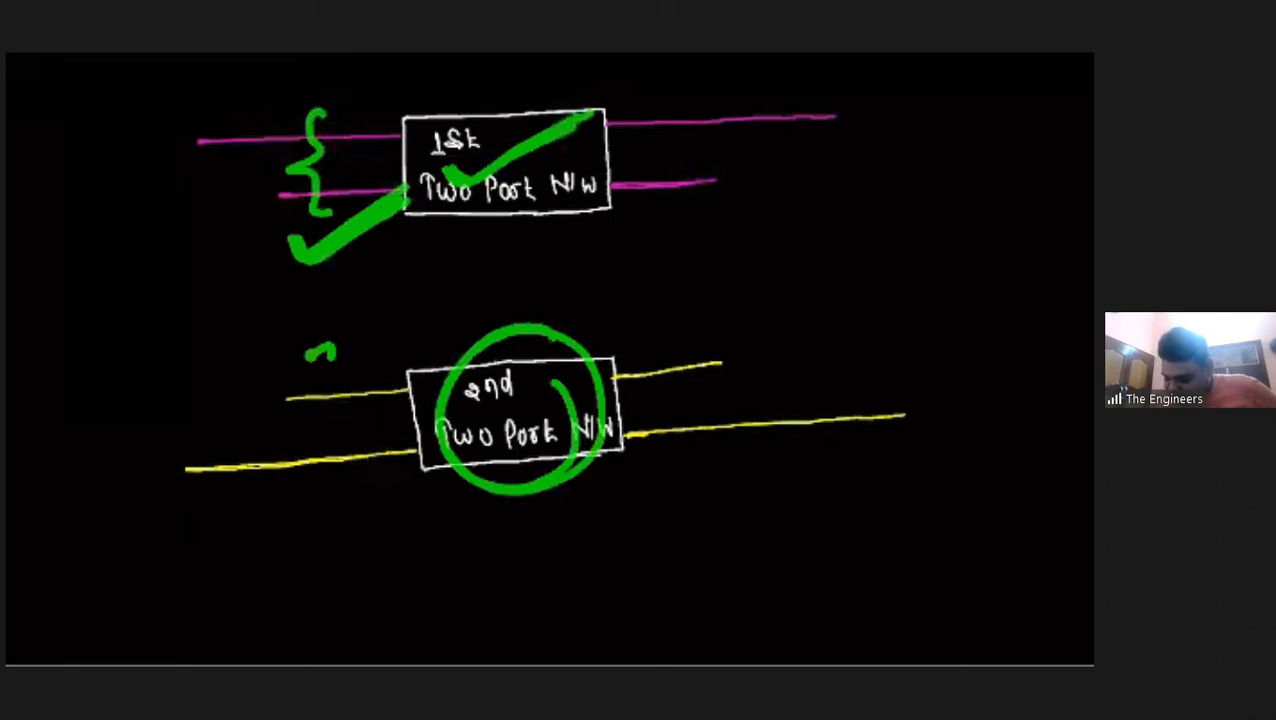 1st
Two Port N/W
2nd
Two Port N/W
The Engineers